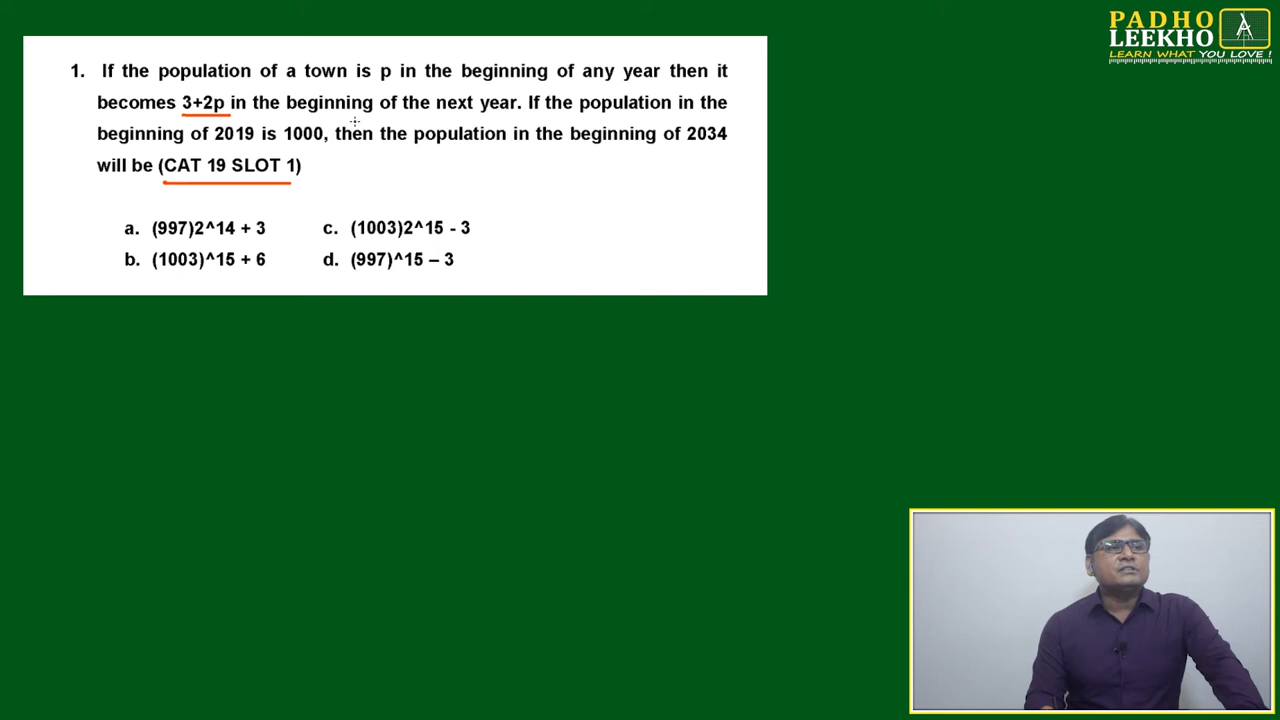 PADHO
LEEKHO
LEARN WHAT YOU LOVE !
1. If the population of a town is p in the beginning of any year then it
becomes 3+2p in the beginning of the next year. If the population in the
beginning of 2019 is 1000, then the population in the beginning of 2034
will be (CAT 19 SLOT 1)
a. (997)2^14 + 3 c. (1003)2^15 - 3
b. (1003)^15 + 6 d. (997)^15 – 3